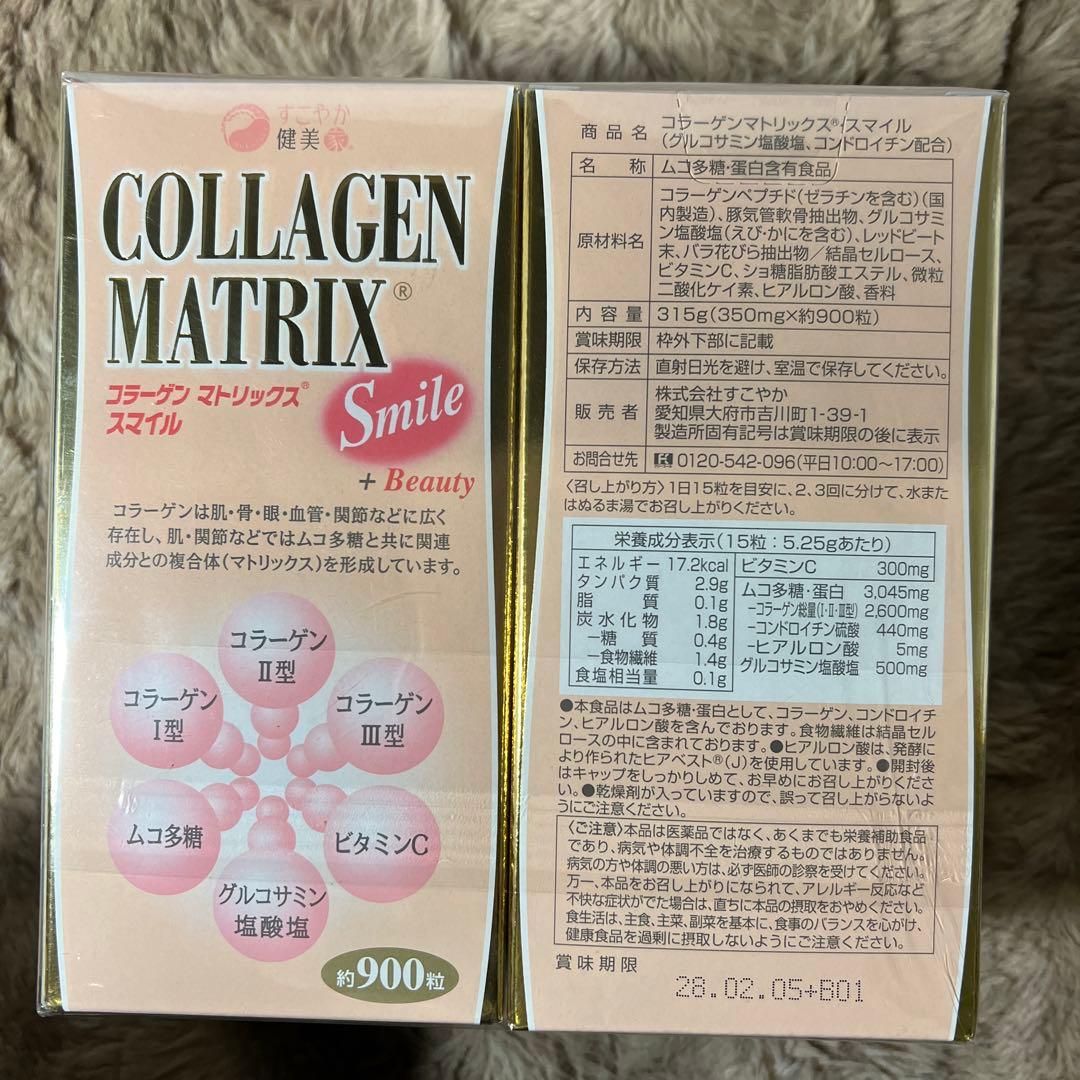 すこやか
健美家®
COLLAGEN
MATRIX®
コラーゲン マトリックス®
スマイル
Smile
+ Beauty
コラーゲンは肌・骨・眼・血管・関節などに広く
存在し、肌・関節などではムコ多糖と共に関連
成分との複合体(マトリックス)を形成しています。
コラーゲン
II型
コラーゲン
I型
コラーゲン
III型
ムコ多糖
ビタミンC
グルコサミン
塩酸塩
約900粒
商品名 コラーゲンマトリックス®・スマイル
(グルコサミン塩酸塩、コンドロイチン配合)
名称 ムコ多糖・蛋白含有食品
原材料名 コラーゲンペプチド(ゼラチンを含む)(国
内製造)、豚気管軟骨抽出物、グルコサミ
ン塩酸塩(えび・かにを含む)、レッドビート
末、バラ花びら抽出物/結晶セルロース、
ビタミンC、ショ糖脂肪酸エステル、微粒
二酸化ケイ素、ヒアルロン酸、香料
内容量 315g(350mg×約900粒)
賞味期限 枠外下部に記載
保存方法 直射日光を避け、室温で保存してください。
販売者 株式会社すこやか
愛知県大府市吉川町1-39-1
製造所固有記号は賞味期限の後に表示
お問合せ先 0120-542-096(平日10:00〜17:00)
〈召し上がり方〉1日15粒を目安に、2、3回に分けて、水また
はぬるま湯でお召し上がりください。
栄養成分表示(15粒:5.25gあたり)
エネルギー 17.2kcal
タンパク質 2.9g
脂質 0.1g
炭水化物 1.8g
－糖質 0.4g
－食物繊維 1.4g
食塩相当量 0.1g
ビタミンC 300mg
ムコ多糖・蛋白 3,045mg
－コラーゲン総量(I・II・III型) 2,600mg
－コンドロイチン硫酸 440mg
－ヒアルロン酸 5mg
グルコサミン塩酸塩 500mg
●本食品はムコ多糖・蛋白として、コラーゲン、コンドロイチ
ン、ヒアルロン酸を含んでおります。食物繊維は結晶セル
ロースの中に含まれております。●ヒアルロン酸は、発酵に
より作られたヒアベスト®(J)を使用しています。●開封後
はキャップをしっかりしめて、お早めにお召し上がりくださ
い。●乾燥剤が入っていますので、誤って召し上がらないよ
うにご注意ください。
〈ご注意〉本品は医薬品ではなく、あくまでも栄養補助食品
であり、病気や体調不全を治療するものではありません。
病気の方や体調の悪い方は、必ず医師の診察を受けてください。
万一、本品をお召し上がりになられて、アレルギー反応など
不快な症状がでた場合は、直ちに本品の摂取をおやめください。
食生活は、主食、主菜、副菜を基本に、食事のバランスを心がけ、
健康食品を過剰に摂取しないようにご注意ください。
賞味期限
28.02.05+B01